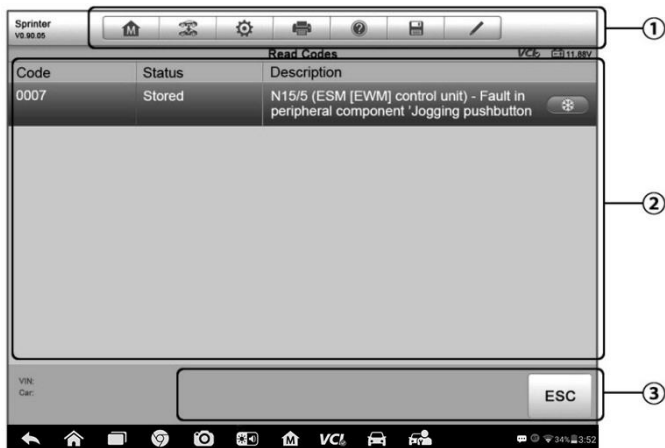 Sprinter
V0.90.05
M
①
Read Codes
VCI 11.88V
Code Status Description
0007 Stored N15/5 (ESM [EWM] control unit) - Fault in
peripheral component 'Jogging pushbutton
②
VIN:
Car:
ESC
③
M VCI 34% 3:52